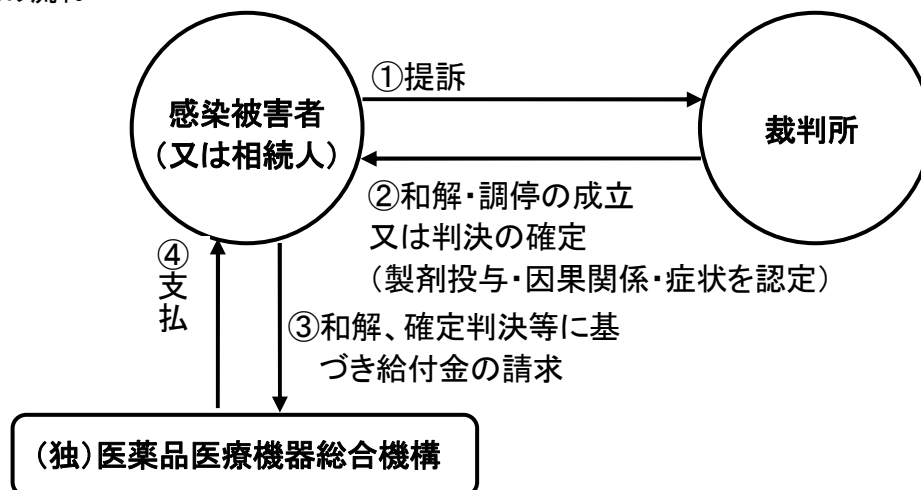 ①提訴
感染被害者
（又は相続人）
裁判所
②和解・調停の成立
又は判決の確定
（製剤投与・因果関係・症状を認定）
④支払
③和解、確定判決等に基
づき給付金の請求
（独）医薬品医療機器総合機構